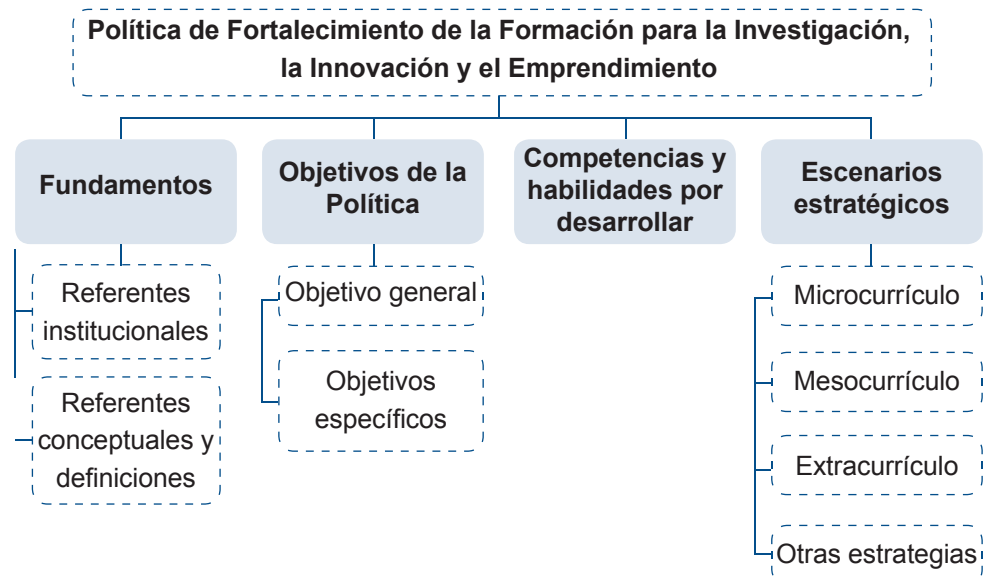 Política de Fortalecimiento de la Formación para la Investigación,
la Innovación y el Emprendimiento
Fundamentos
Referentes
institucionales
Referentes
conceptuales y
definiciones
Objetivos de la
Política
Objetivo general
Objetivos
específicos
Competencias y
habilidades por
desarrollar
Escenarios
estratégicos
Microcurrículo
Mesocurrículo
Extracurrículo
Otras estrategias